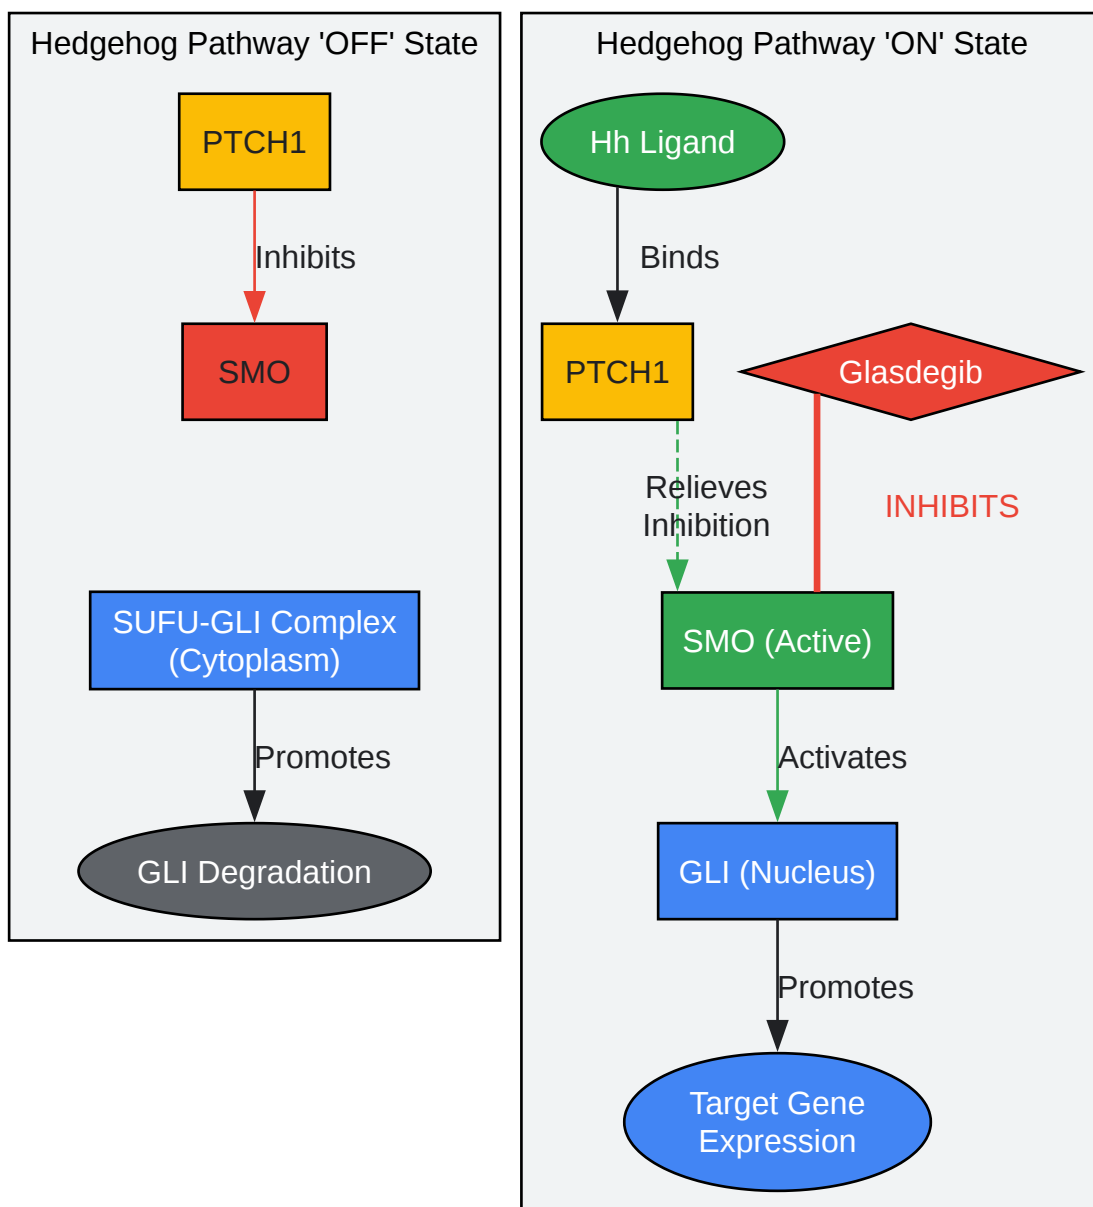 Hedgehog Pathway 'OFF' State
PTCH1
Inhibits
SMO
SUFU-GLI Complex
(Cytoplasm)
Promotes
GLI Degradation
Hedgehog Pathway 'ON' State
Hh Ligand
Binds
PTCH1
Glasdegib
Relieves
Inhibition
INHIBITS
SMO (Active)
Activates
GLI (Nucleus)
Promotes
Target Gene
Expression